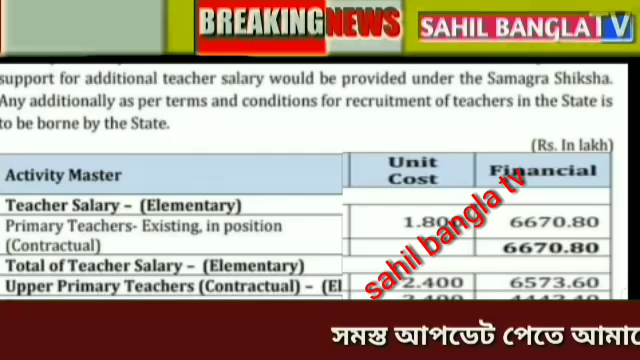 BREAKING NEWS SAHIL BANGLA TV
support for additional teacher salary would be provided under the Samagra Shiksha.
Any additionally as per terms and conditions for recruitment of teachers in the State is
to be borne by the State.
(Rs. In lakh)
Activity Master Unit Cost Financial
Teacher Salary – (Elementary)
Primary Teachers- Existing, in position 1.800 6670.80
(Contractual) 6670.80
Total of Teacher Salary – (Elementary)
Upper Primary Teachers (Contractual) – (El 2.400 6573.60
sahil bangla tv
সমস্ত আপডেট পেতে